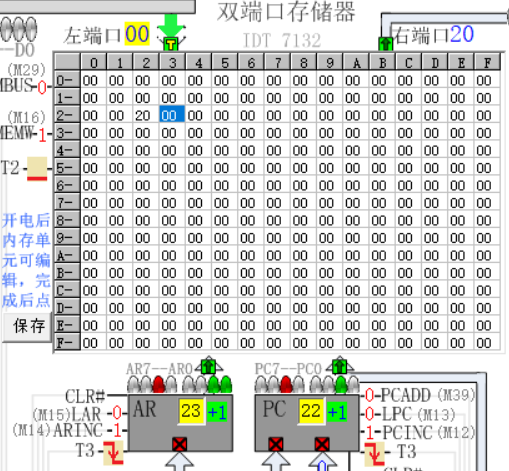 双端口存储器
左端口00
IDT 7132
右端口20
--D0
(M29)
MBUS-0
(M16)
MEMW-1
T2
开电后
内存单
元可编
辑，完
成后点
保存
0 1 2 3 4 5 6 7 8 9 A B C D E F
0- 00 00 00 00 00 00 00 00 00 00 00 00 00 00 00 00
1- 00 00 00 00 00 00 00 00 00 00 00 00 00 00 00 00
2- 00 00 20 00 00 00 00 00 00 00 00 00 00 00 00 00
3- 00 00 00 00 00 00 00 00 00 00 00 00 00 00 00 00
4- 00 00 00 00 00 00 00 00 00 00 00 00 00 00 00 00
5- 00 00 00 00 00 00 00 00 00 00 00 00 00 00 00 00
6- 00 00 00 00 00 00 00 00 00 00 00 00 00 00 00 00
7- 00 00 00 00 00 00 00 00 00 00 00 00 00 00 00 00
8- 00 00 00 00 00 00 00 00 00 00 00 00 00 00 00 00
9- 00 00 00 00 00 00 00 00 00 00 00 00 00 00 00 00
A- 00 00 00 00 00 00 00 00 00 00 00 00 00 00 00 00
B- 00 00 00 00 00 00 00 00 00 00 00 00 00 00 00 00
C- 00 00 00 00 00 00 00 00 00 00 00 00 00 00 00 00
D- 00 00 00 00 00 00 00 00 00 00 00 00 00 00 00 00
E- 00 00 00 00 00 00 00 00 00 00 00 00 00 00 00 00
F- 00 00 00 00 00 00 00 00 00 00 00 00 00 00 00 00
AR7--AR0
PC7--PC0
CLR#
(M15)LAR -0
(M14)ARINC -1
T3
AR 23 +1
PC 22 +1
-0-PCADD (M39)
-0-LPC (M13)
1-PCINC (M12)
T3